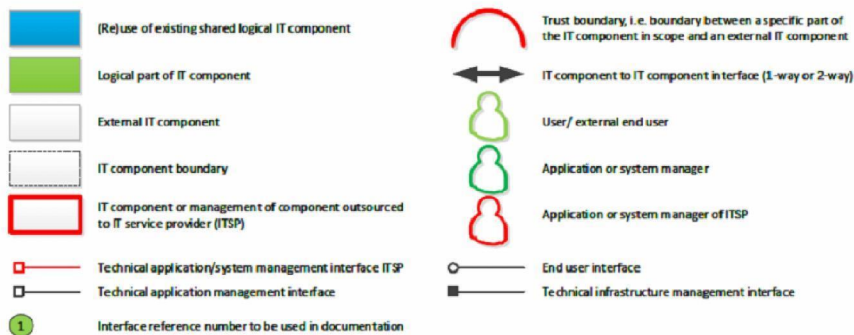 (Re)use of existing shared logical IT component
Logical part of IT component
External IT component
IT component boundary
IT component or management of component outsourced
to IT service provider (ITSP)
Technical application/system management interface ITSP
Technical application management interface
1
Interface reference number to be used in documentation
Trust boundary, i.e. boundary between a specific part
of the IT component in scope and an external IT component
IT component to IT component interface (1-way or 2-way)
User/ external end user
Application or system manager
Application or system manager of ITSP
End user interface
Technical infrastructure management interface